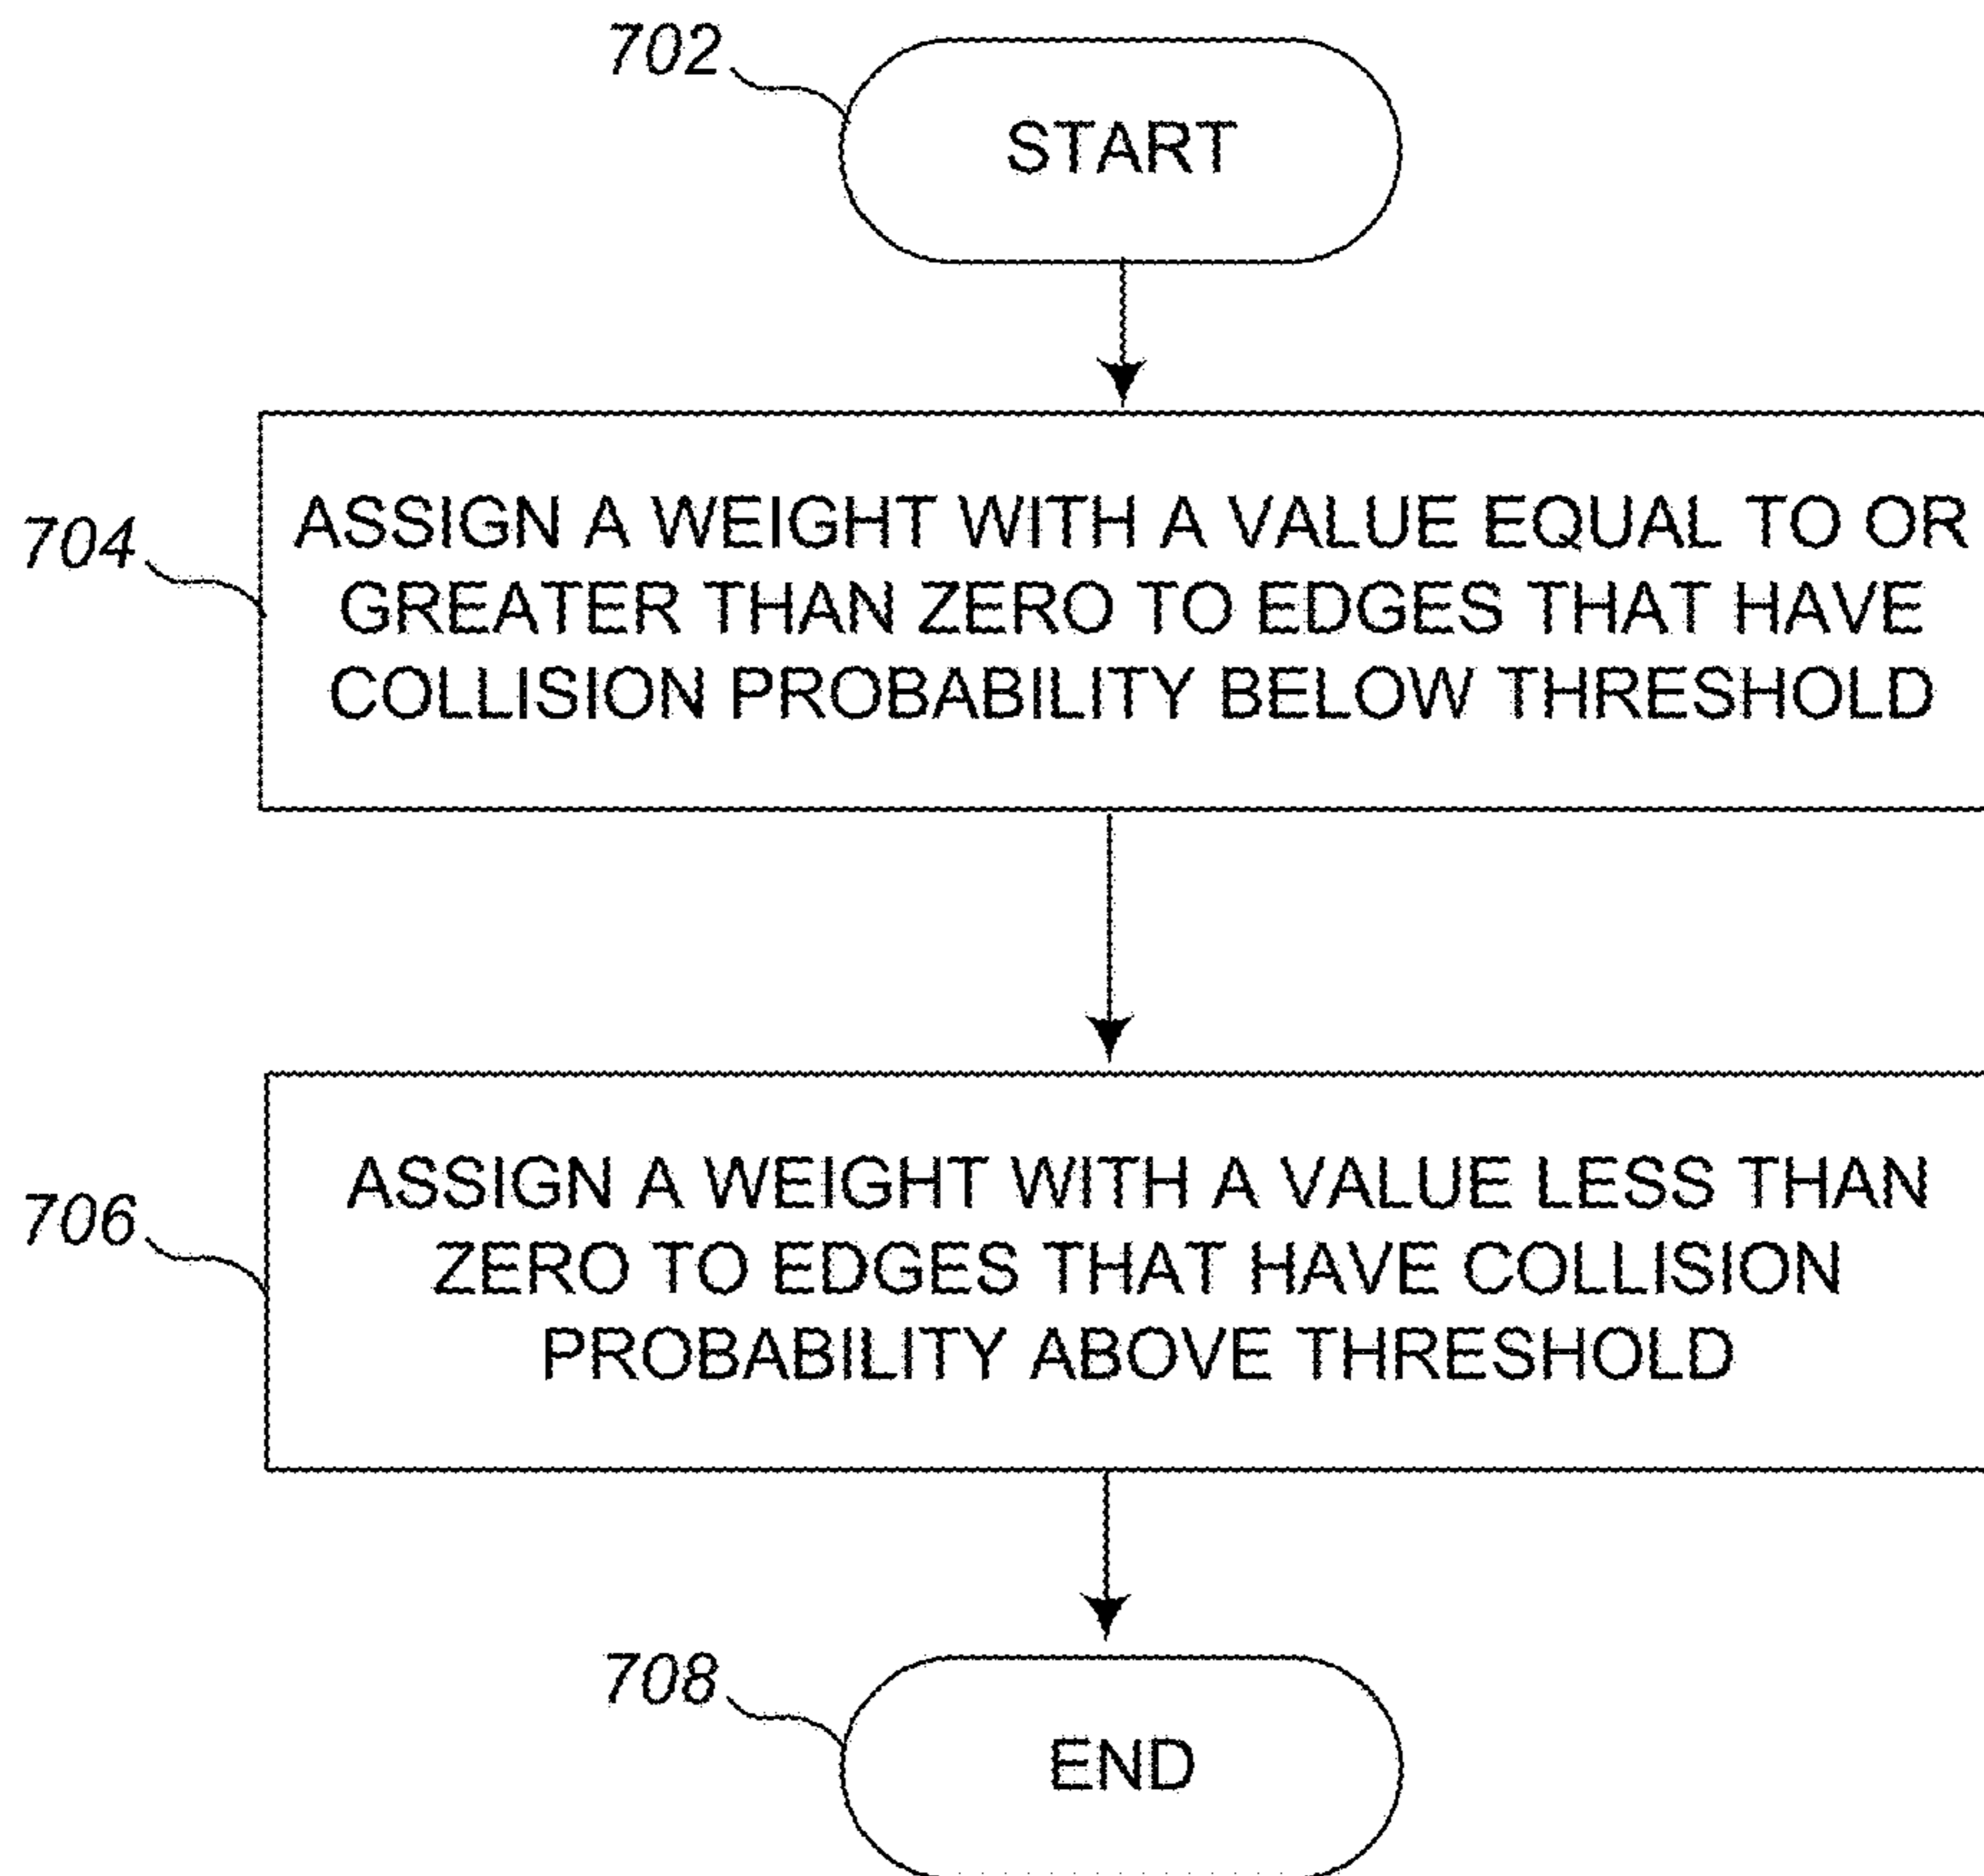 702
START
704
ASSIGN A WEIGHT WITH A VALUE EQUAL TO OR
GREATER THAN ZERO TO EDGES THAT HAVE
COLLISION PROBABILITY BELOW THRESHOLD
706
ASSIGN A WEIGHT WITH A VALUE LESS THAN
ZERO TO EDGES THAT HAVE COLLISION
PROBABILITY ABOVE THRESHOLD
708
END